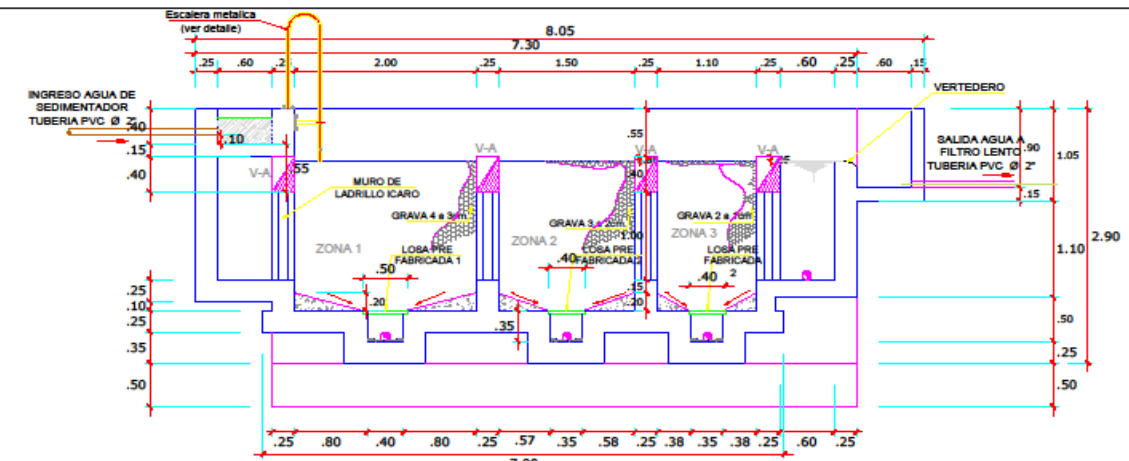 Escalera metalica
(ver detalle)
8.05
7.30
.25 .60 .25 2.00 .25 1.50 .25 1.10 .25 .60 .25 .60 .15
INGRESO AGUA DE
SEDIMENTADOR
TUBERIA PVC Ø 2"
.40
.10
.15
.40
V-A
.55
MURO DE
LADRILLO ICARO
V-A
.55
V-A
.40
V-A
VERTEDERO
SALIDA AGUA A
FILTRO LENTO
TUBERIA PVC Ø 2"
.90
.15
1.05
GRAVA 4 a 3cm.
GRAVA 3 a 2cm.
GRAVA 2 a 1cm
ZONA 1
ZONA 2
ZONA 3
1.00
LOSA PRE
FABRICADA 1
LOSA PRE
FABRICADA 2
LOSA PRE
FABRICADA
2
.50
.40
.40
1.10
2.90
.25
.10
.25
.35
.50
.20
.35
.15
.20
.50
.25
.50
.25 .80 .40 .80 .25 .57 .35 .58 .25 .38 .35 .38 .25 .60 .25